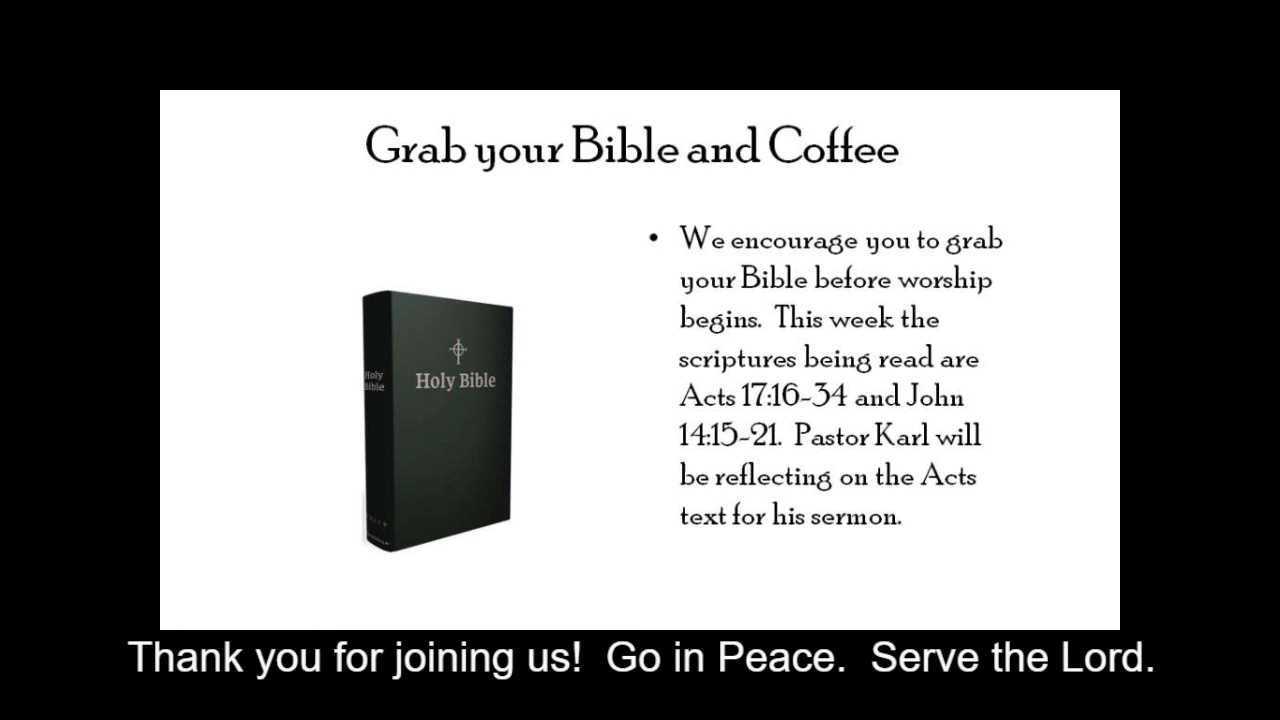 Grab your Bible and Coffee
• We encourage you to grab
your Bible before worship
begins.  This week the
scriptures being read are
Acts 17:16-34 and John
14:15-21.  Pastor Karl will
be reflecting on the Acts
text for his sermon.
Holy
Bible
Holy Bible
Thank you for joining us!  Go in Peace.  Serve the Lord.